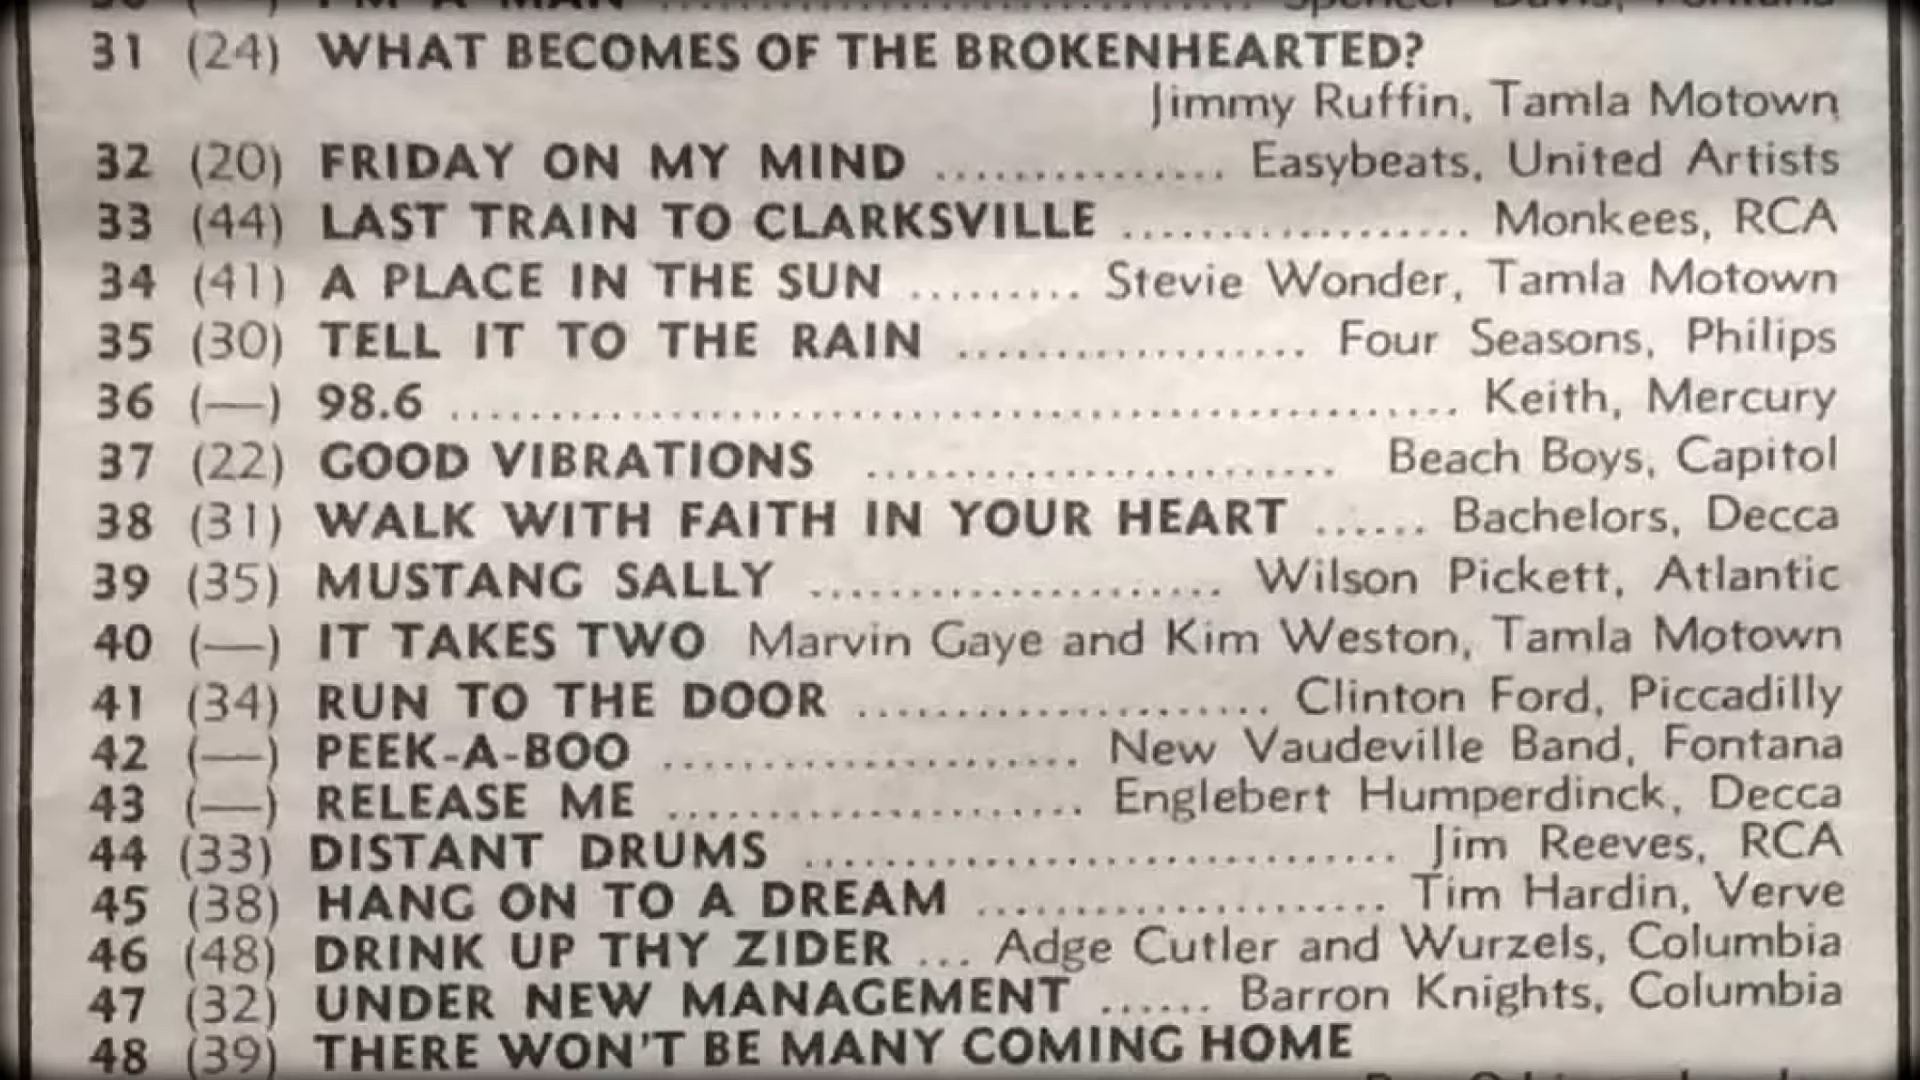 30 (—) I'M A MAN .............................. Spencer Davis, Fontana
31 (24) WHAT BECOMES OF THE BROKENHEARTED?
Jimmy Ruffin, Tamla Motown
32 (20) FRIDAY ON MY MIND ............... Easybeats, United Artists
33 (44) LAST TRAIN TO CLARKSVILLE .................. Monkees, RCA
34 (41) A PLACE IN THE SUN ......... Stevie Wonder, Tamla Motown
35 (30) TELL IT TO THE RAIN .................. Four Seasons, Philips
36 (—) 98.6 ................................................... Keith, Mercury
37 (22) GOOD VIBRATIONS ........................ Beach Boys, Capitol
38 (31) WALK WITH FAITH IN YOUR HEART ...... Bachelors, Decca
39 (35) MUSTANG SALLY ..................... Wilson Pickett, Atlantic
40 (—) IT TAKES TWO Marvin Gaye and Kim Weston, Tamla Motown
41 (34) RUN TO THE DOOR ..................... Clinton Ford, Piccadilly
42 (—) PEEK-A-BOO ..................... New Vaudeville Band, Fontana
43 (—) RELEASE ME ..................... Englebert Humperdinck, Decca
44 (33) DISTANT DRUMS .............................. Jim Reeves, RCA
45 (38) HANG ON TO A DREAM ..................... Tim Hardin, Verve
46 (48) DRINK UP THY ZIDER ... Adge Cutler and Wurzels, Columbia
47 (32) UNDER NEW MANAGEMENT ...... Barron Knights, Columbia
48 (39) THERE WON'T BE MANY COMING HOME